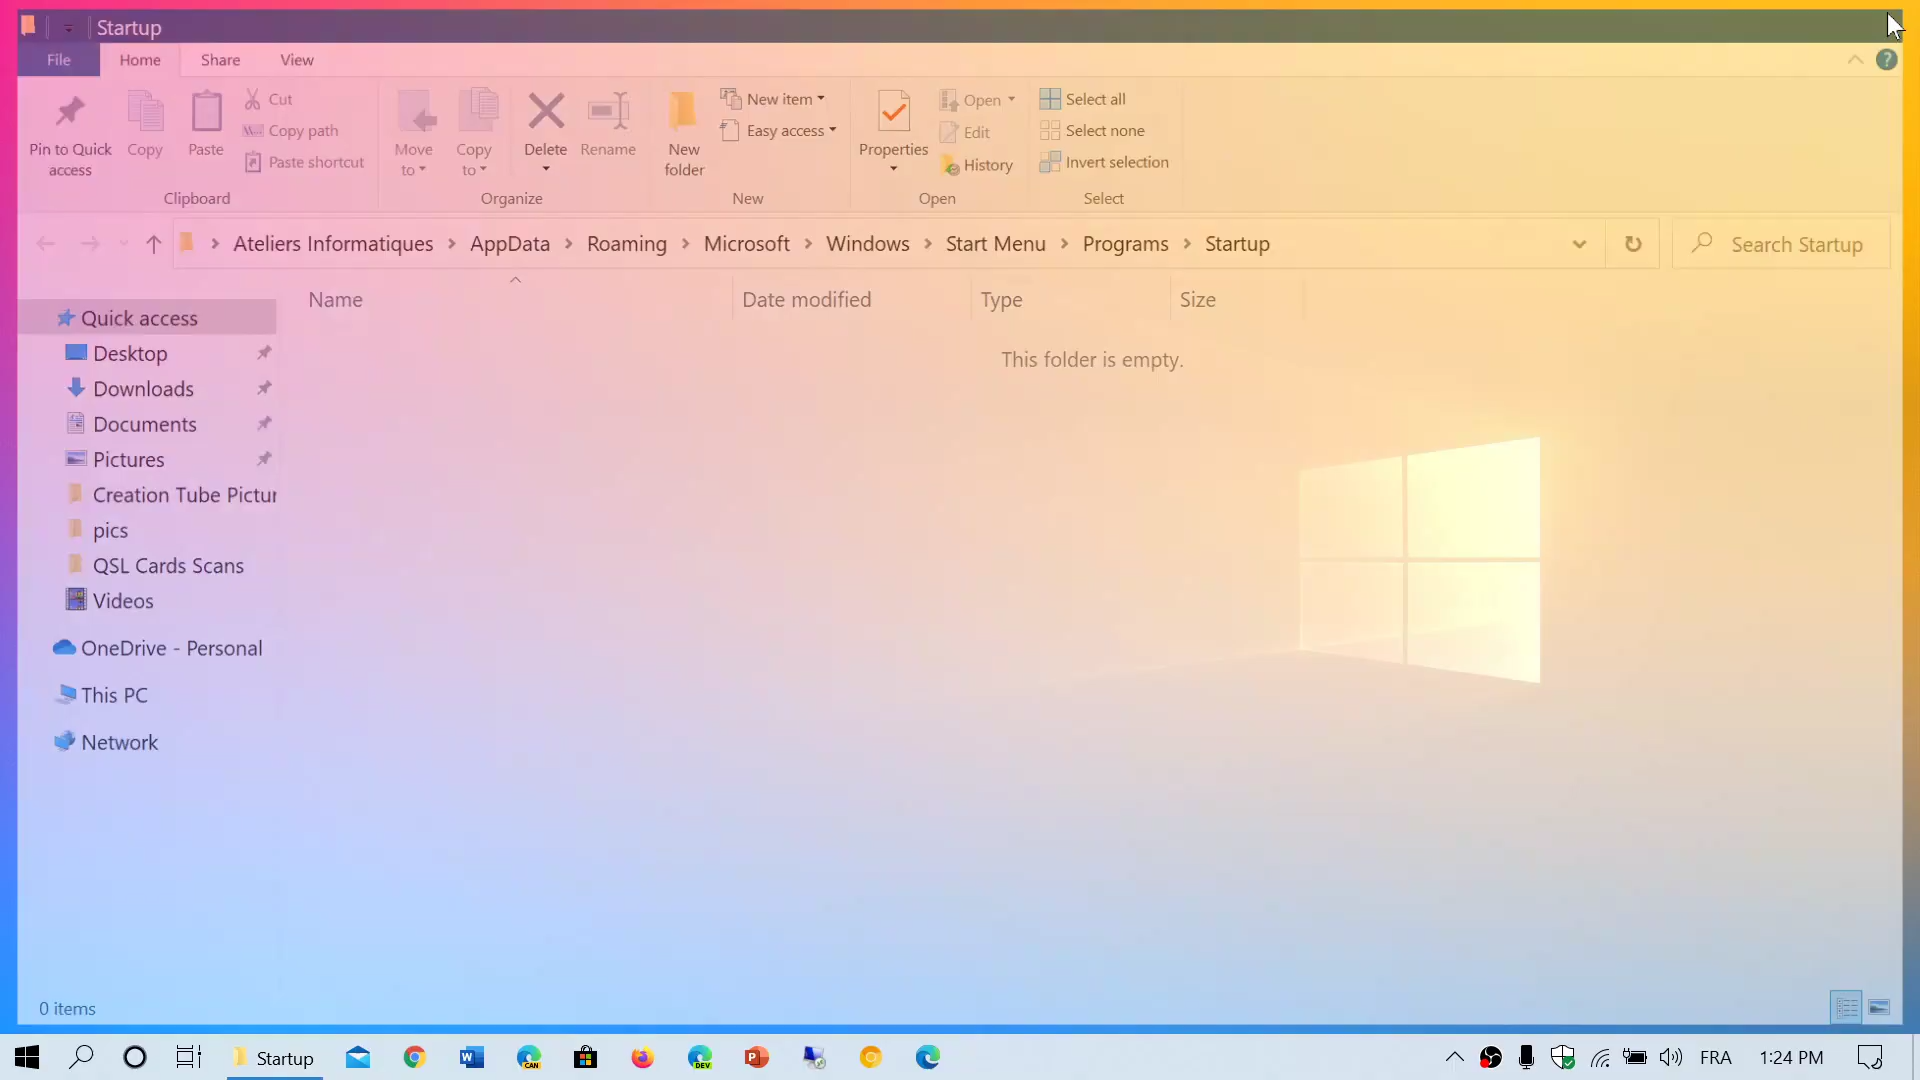 Startup
File Home Share View
?
Pin to Quick access
Copy
Paste
Cut
Copy path
Paste shortcut
Clipboard
Move to
Copy to
Delete
Rename
Organize
New folder
New item
Easy access
New
Properties
Open
Edit
History
Open
Select all
Select none
Invert selection
Select
Ateliers Informatiques > AppData > Roaming > Microsoft > Windows > Start Menu > Programs > Startup
Search Startup
Name Date modified Type Size
This folder is empty.
Quick access
Desktop
Downloads
Documents
Pictures
Creation Tube Pictur
pics
QSL Cards Scans
Videos
OneDrive - Personal
This PC
Network
0 items
Startup
CAN
DEV
FRA
1:24 PM